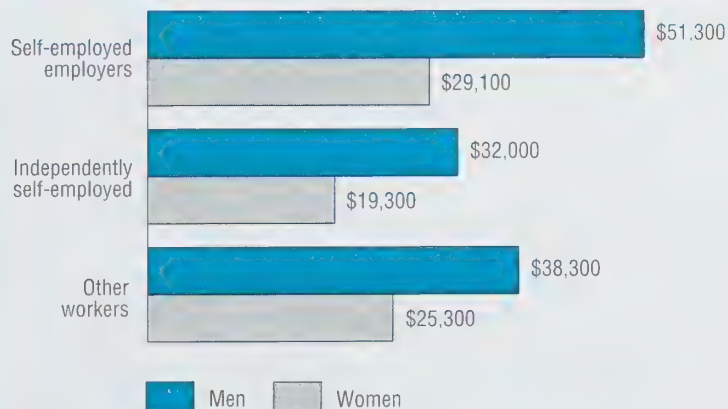 Self-employed
employers
$51,300
$29,100
Independently
self-employed
$32,000
$19,300
Other
workers
$38,300
$25,300
Men Women